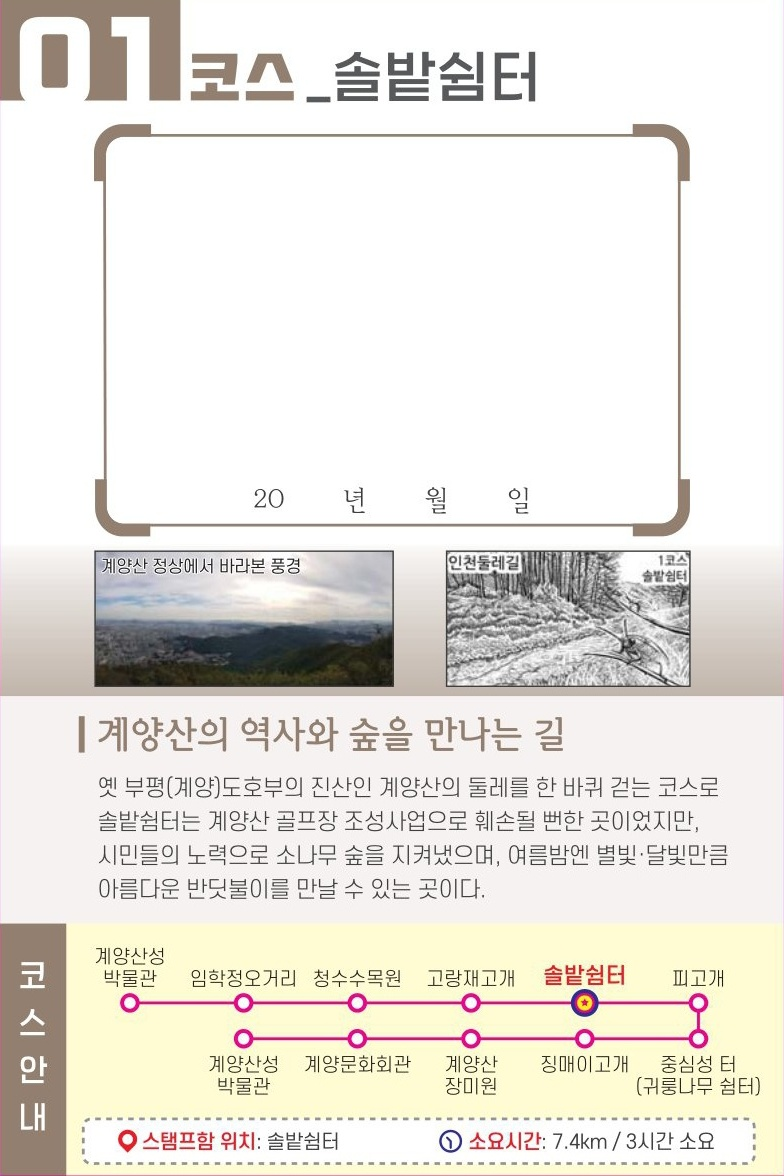 01코스_솔밭쉼터
20 년 월 일
계양산 정상에서 바라본 풍경
인천둘레길
1코스
솔밭쉼터
계양산의 역사와 숲을 만나는 길
옛 부평(계양)도호부의 진산인 계양산의 둘레를 한 바퀴 걷는 코스로
솔밭쉼터는 계양산 골프장 조성사업으로 훼손될 뻔한 곳이었지만,
시민들의 노력으로 소나무 숲을 지켜냈으며, 여름밤엔 별빛·달빛만큼
아름다운 반딧불이를 만날 수 있는 곳이다.
코스안내
계양산성
박물관
임학정오거리
청수수목원
고랑재고개
솔밭쉼터
피고개
계양산성
박물관
계양문화회관
계양산
장미원
징매이고개
중심성 터
(귀룽나무 쉼터)
스탬프함 위치: 솔밭쉼터
소요시간: 7.4km / 3시간 소요